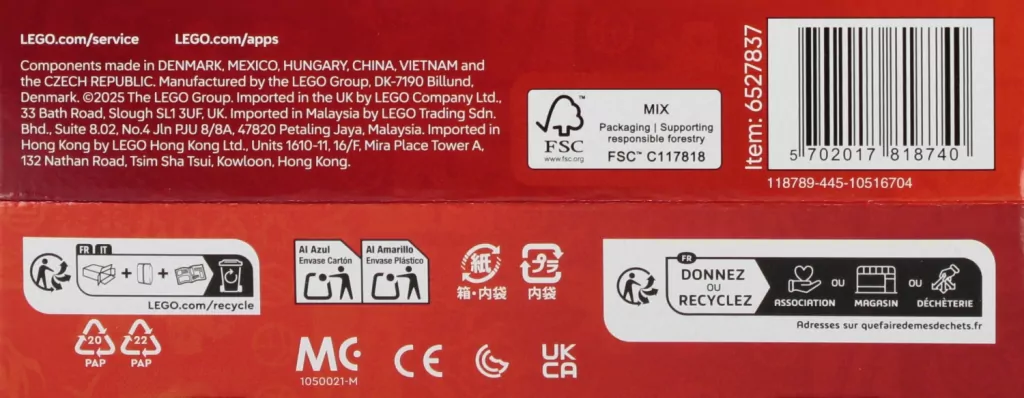 LEGO.com/service LEGO.com/apps
Components made in DENMARK, MEXICO, HUNGARY, CHINA, VIETNAM and
the CZECH REPUBLIC. Manufactured by the LEGO Group, DK-7190 Billund,
Denmark. ©2025 The LEGO Group. Imported in the UK by LEGO Company Ltd.,
33 Bath Road, Slough SL1 3UF, UK. Imported in Malaysia by LEGO Trading Sdn.
Bhd., Suite 8.02, No.4 Jln PJU 8/8A, 47820 Petaling Jaya, Malaysia. Imported in
Hong Kong by LEGO Hong Kong Ltd., Units 1610-11, 16/F, Mira Place Tower A,
132 Nathan Road, Tsim Sha Tsui, Kowloon, Hong Kong.
FSC
www.fsc.org
MIX
Packaging | Supporting
responsible forestry
FSC™ C117818
Item: 6527837
5 702017 818740
118789-445-10516704
FR IT
+ +
LEGO.com/recycle
20
PAP
22
PAP
Al Azul
Envase Cartón
Al Amarillo
Envase Plástico
紙
箱・内袋
プラ
内袋
MC
1050021-M
CE
UK
CA
FR
DONNEZ
OU
RECYCLEZ
ASSOCIATION
OU
MAGASIN
OU
DÉCHÈTERIE
Adresses sur quefairedemesdechets.fr